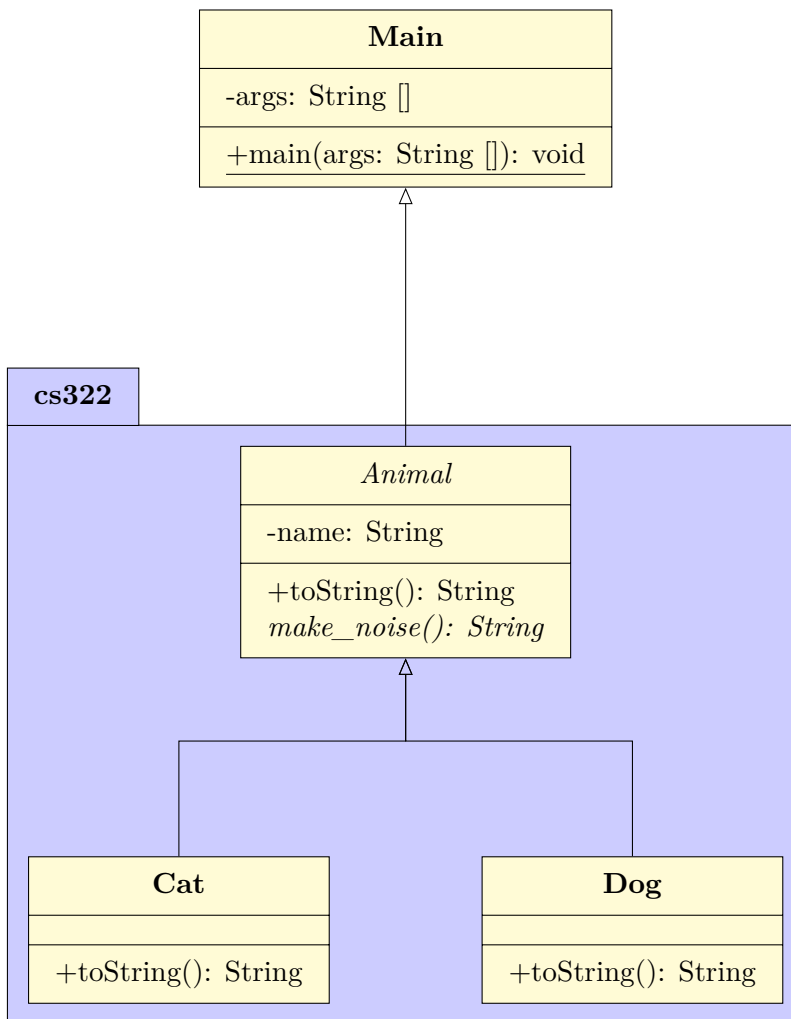 Main
-args: String []
+main(args: String []): void
cs322
Animal
-name: String
+toString(): String
make_noise(): String
Cat
+toString(): String
Dog
+toString(): String